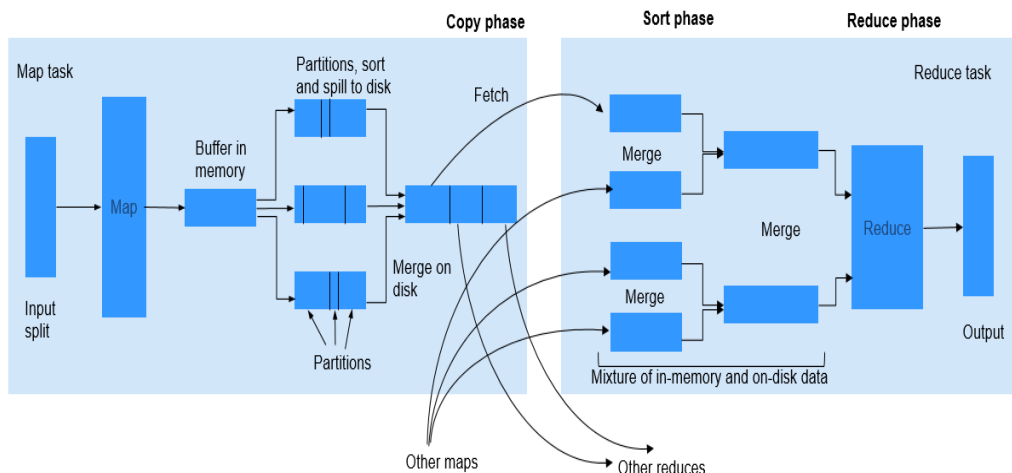 Copy phase
Sort phase
Reduce phase
Map task
Partitions, sort
and spill to disk
Fetch
Reduce task
Buffer in
memory
Map
Merge
Merge
Reduce
Merge on
disk
Merge
Input
split
Partitions
Output
Mixture of in-memory and on-disk data
Other maps
Other reduces